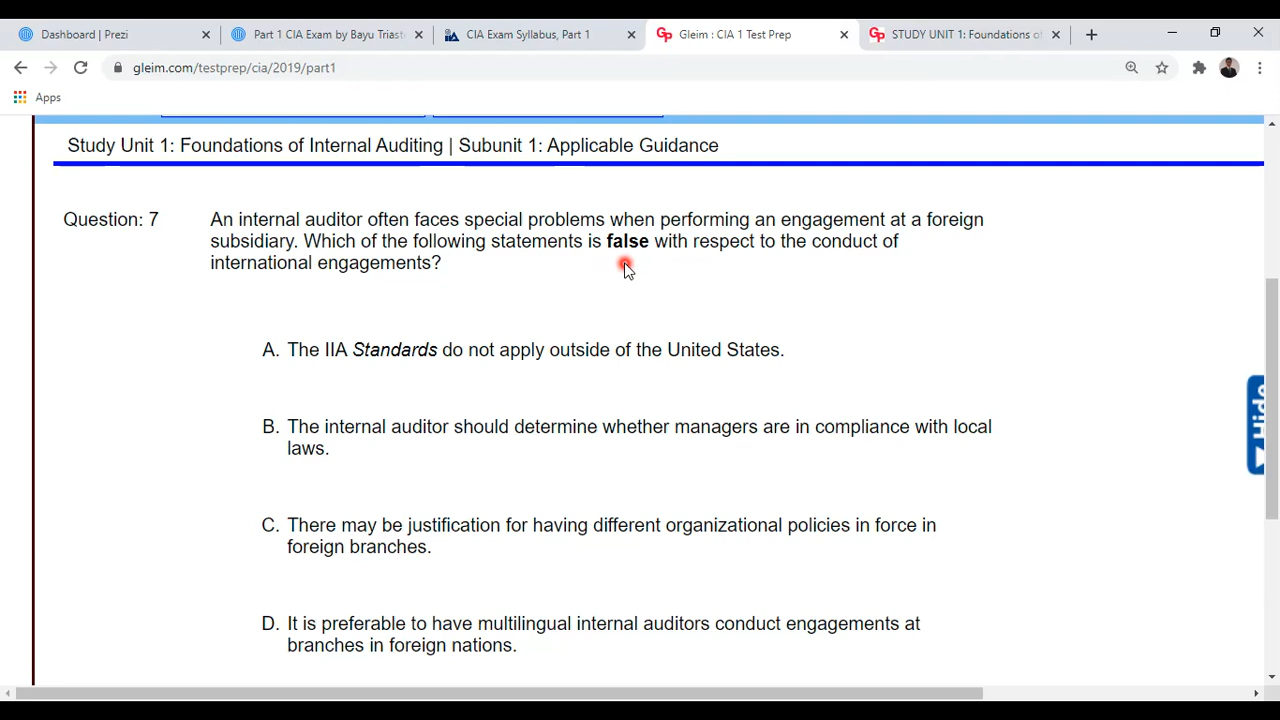 Dashboard | Prezi
Part 1 CIA Exam by Bayu Tria
CIA Exam Syllabus, Part 1
Gleim : CIA 1 Test Prep
STUDY UNIT 1: Foundations of
gleim.com/testprep/cia/2019/part1
Apps
Study Unit 1: Foundations of Internal Auditing | Subunit 1: Applicable Guidance
Question: 7 An internal auditor often faces special problems when performing an engagement at a foreign
subsidiary. Which of the following statements is false with respect to the conduct of
international engagements?
A. The IIA Standards do not apply outside of the United States.
B. The internal auditor should determine whether managers are in compliance with local
laws.
C. There may be justification for having different organizational policies in force in
foreign branches.
D. It is preferable to have multilingual internal auditors conduct engagements at
branches in foreign nations.
Hide